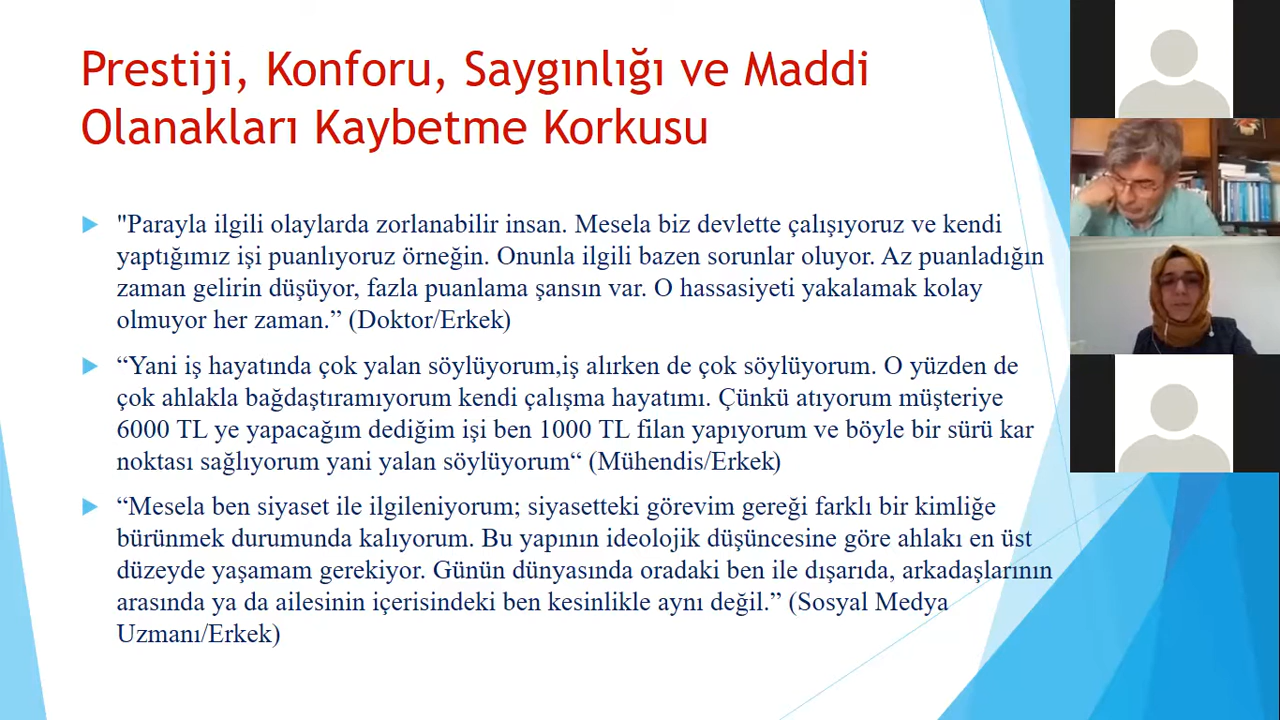 Prestiji, Konforu, Saygınlığı ve Maddi
Olanakları Kaybetme Korkusu
"Parayla ilgili olaylarda zorlanabilir insan. Mesela biz devlette çalışıyoruz ve kendi
yaptığımız işi puanlıyoruz örneğin. Onunla ilgili bazen sorunlar oluyor. Az puanladığın
zaman gelirin düşüyor, fazla puanlama şansın var. O hassasiyeti yakalamak kolay
olmuyor her zaman.” (Doktor/Erkek)
“Yani iş hayatında çok yalan söylüyorum,iş alırken de çok söylüyorum. O yüzden de
çok ahlakla bağdaştıramıyorum kendi çalışma hayatımı. Çünkü atıyorum müşteriye
6000 TL ye yapacağım dediğim işi ben 1000 TL filan yapıyorum ve böyle bir sürü kar
noktası sağlıyorum yani yalan söylüyorum“ (Mühendis/Erkek)
“Mesela ben siyaset ile ilgileniyorum; siyasetteki görevim gereği farklı bir kimliğe
bürünmek durumunda kalıyorum. Bu yapının ideolojik düşüncesine göre ahlakı en üst
düzeyde yaşamam gerekiyor. Günün dünyasında oradaki ben ile dışarıda, arkadaşlarının
arasında ya da ailesinin içerisindeki ben kesinlikle aynı değil.” (Sosyal Medya
Uzmanı/Erkek)